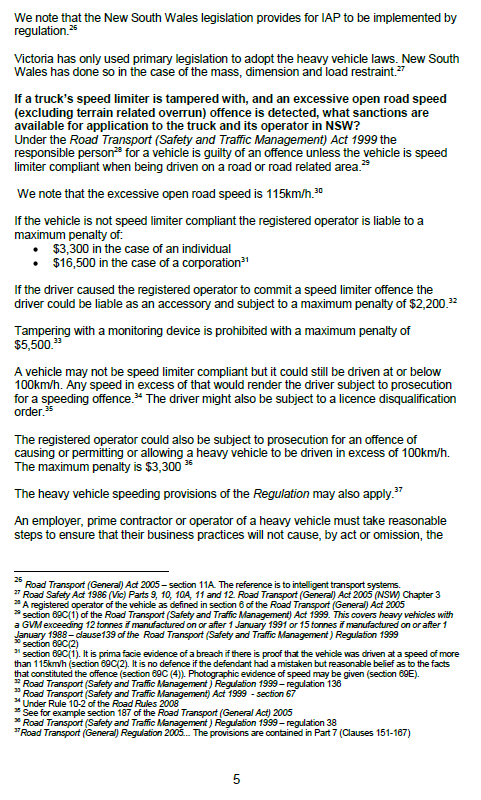 We note that the New South Wales legislation provides for IAP to be implemented by
regulation.²⁶
Victoria has only used primary legislation to adopt the heavy vehicle laws. New South
Wales has done so in the case of the mass, dimension and load restraint.²⁷
If a truck's speed limiter is tampered with, and an excessive open road speed
(excluding terrain related overrun) offence is detected, what sanctions are
available for application to the truck and its operator in NSW?
Under the Road Transport (Safety and Traffic Management) Act 1999 the
responsible person²⁸ for a vehicle is guilty of an offence unless the vehicle is speed
limiter compliant when being driven on a road or road related area.²⁹
We note that the excessive open road speed is 115km/h.³⁰
If the vehicle is not speed limiter compliant the registered operator is liable to a
maximum penalty of:
• $3,300 in the case of an individual
• $16,500 in the case of a corporation³¹
If the driver caused the registered operator to commit a speed limiter offence the
driver could be liable as an accessory and subject to a maximum penalty of $2,200.³²
Tampering with a monitoring device is prohibited with a maximum penalty of
$5,500.³³
A vehicle may not be speed limiter compliant but it could still be driven at or below
100km/h. Any speed in excess of that would render the driver subject to prosecution
for a speeding offence.³⁴ The driver might also be subject to a licence disqualification
order.³⁵
The registered operator could also be subject to prosecution for an offence of
causing or permitting or allowing a heavy vehicle to be driven in excess of 100km/h.
The maximum penalty is $3,300 ³⁶
The heavy vehicle speeding provisions of the Regulation may also apply.³⁷
An employer, prime contractor or operator of a heavy vehicle must take reasonable
steps to ensure that their business practices will not cause, by act or omission, the
²⁶ Road Transport (General) Act 2005 – section 11A. The reference is to intelligent transport systems.
²⁷ Road Safety Act 1986 (Vic) Parts 9, 10, 10A, 11 and 12. Road Transport (General) Act 2005 (NSW) Chapter 3
²⁸ A registered operator of the vehicle as defined in section 6 of the Road Transport (General) Act 2005
²⁹ section 69C(1) of the Road Transport (Safety and Traffic Management) Act 1999. This covers heavy vehicles with
a GVM exceeding 12 tonnes if manufactured on or after 1 January 1991 or 15 tonnes if manufactured on or after 1
January 1988 – clause139 of the Road Transport (Safety and Traffic Management ) Regulation 1999
³⁰ section 69C(2)
³¹ section 69C(1). It is prima facie evidence of a breach if there is proof that the vehicle was driven at a speed of more
than 115km/h (section 69C(2). It is no defence if the defendant had a mistaken but reasonable belief as to the facts
that constituted the offence (section 69C (4)). Photographic evidence of speed may be given (section 69E).
³² Road Transport (Safety and Traffic Management ) Regulation 1999 – regulation 136
³³ Road Transport (Safety and Traffic Management) Act 1999 - section 67
³⁴ Under Rule 10-2 of the Road Rules 2008
³⁵ See for example section 187 of the Road Transport (General Act) 2005
³⁶ Road Transport (Safety and Traffic Management ) Regulation 1999 – regulation 38
³⁷Road Transport (General) Regulation 2005... The provisions are contained in Part 7 (Clauses 151-167)
5